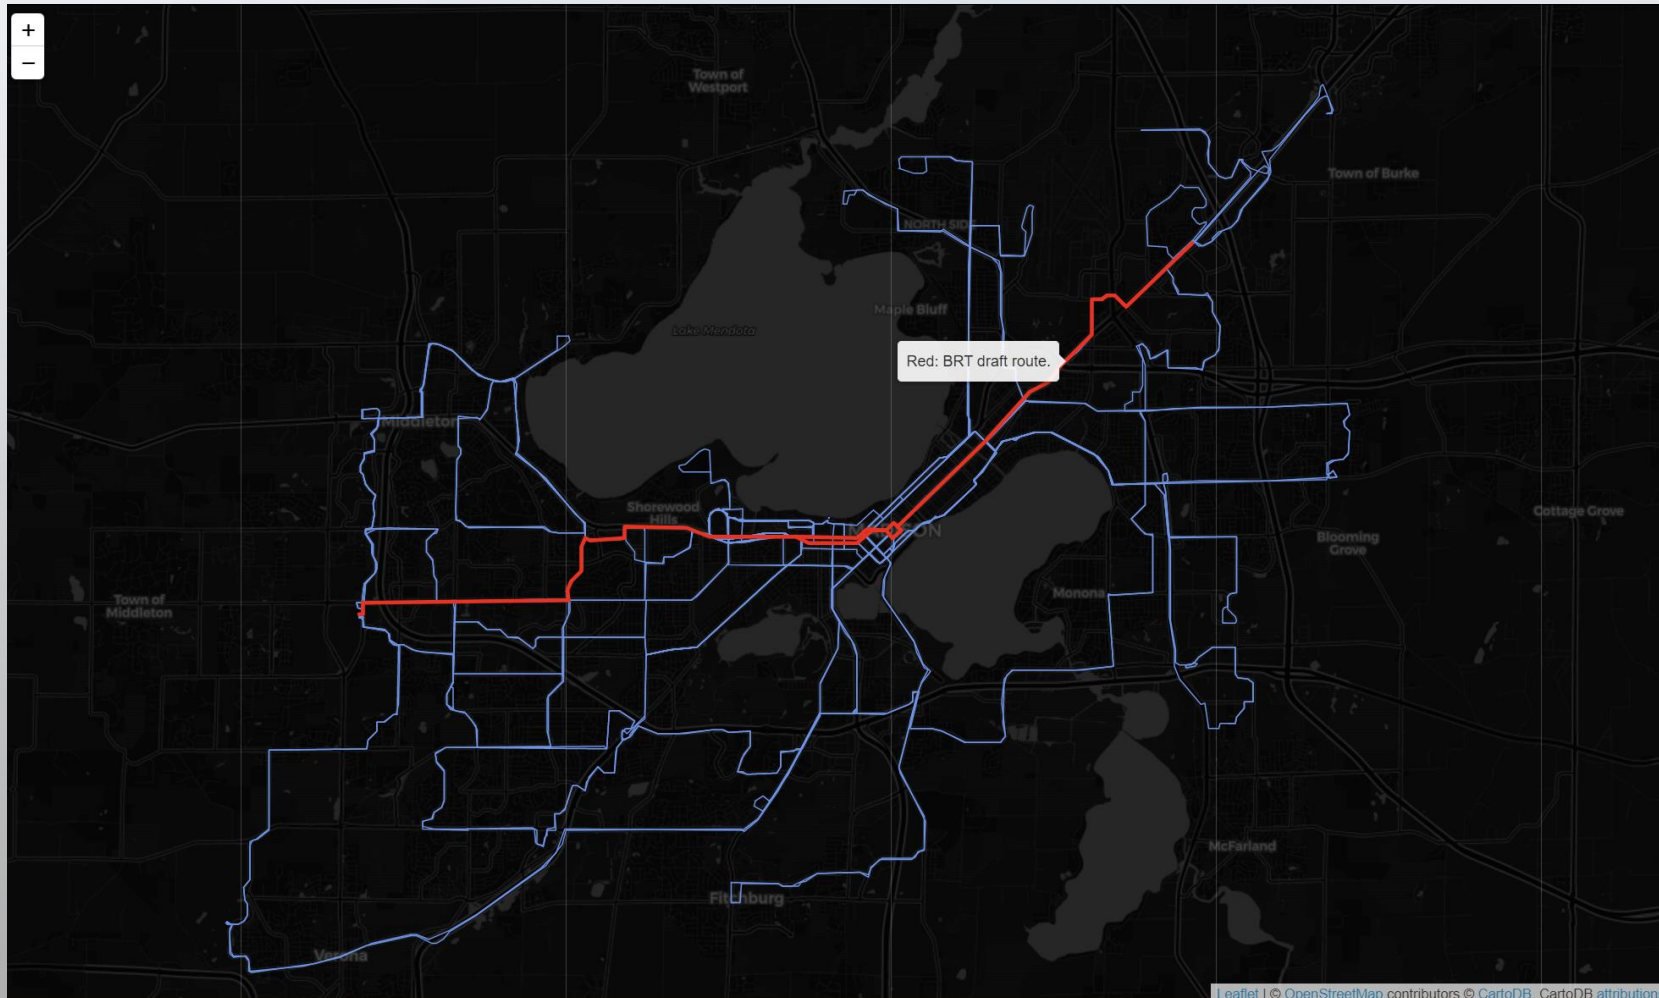 +
−
Town of
Westport
Town of Burke
NORTH SIDE
Maple Bluff
Lake Mendota
Red: BRT draft route.
Middleton
Shorewood
Hills
Cottage Grove
Blooming
Grove
Town of
Middleton
Monona
McFarland
Fitchburg
Verona
Leaflet | © OpenStreetMap contributors © CartoDB, CartoDB attribution